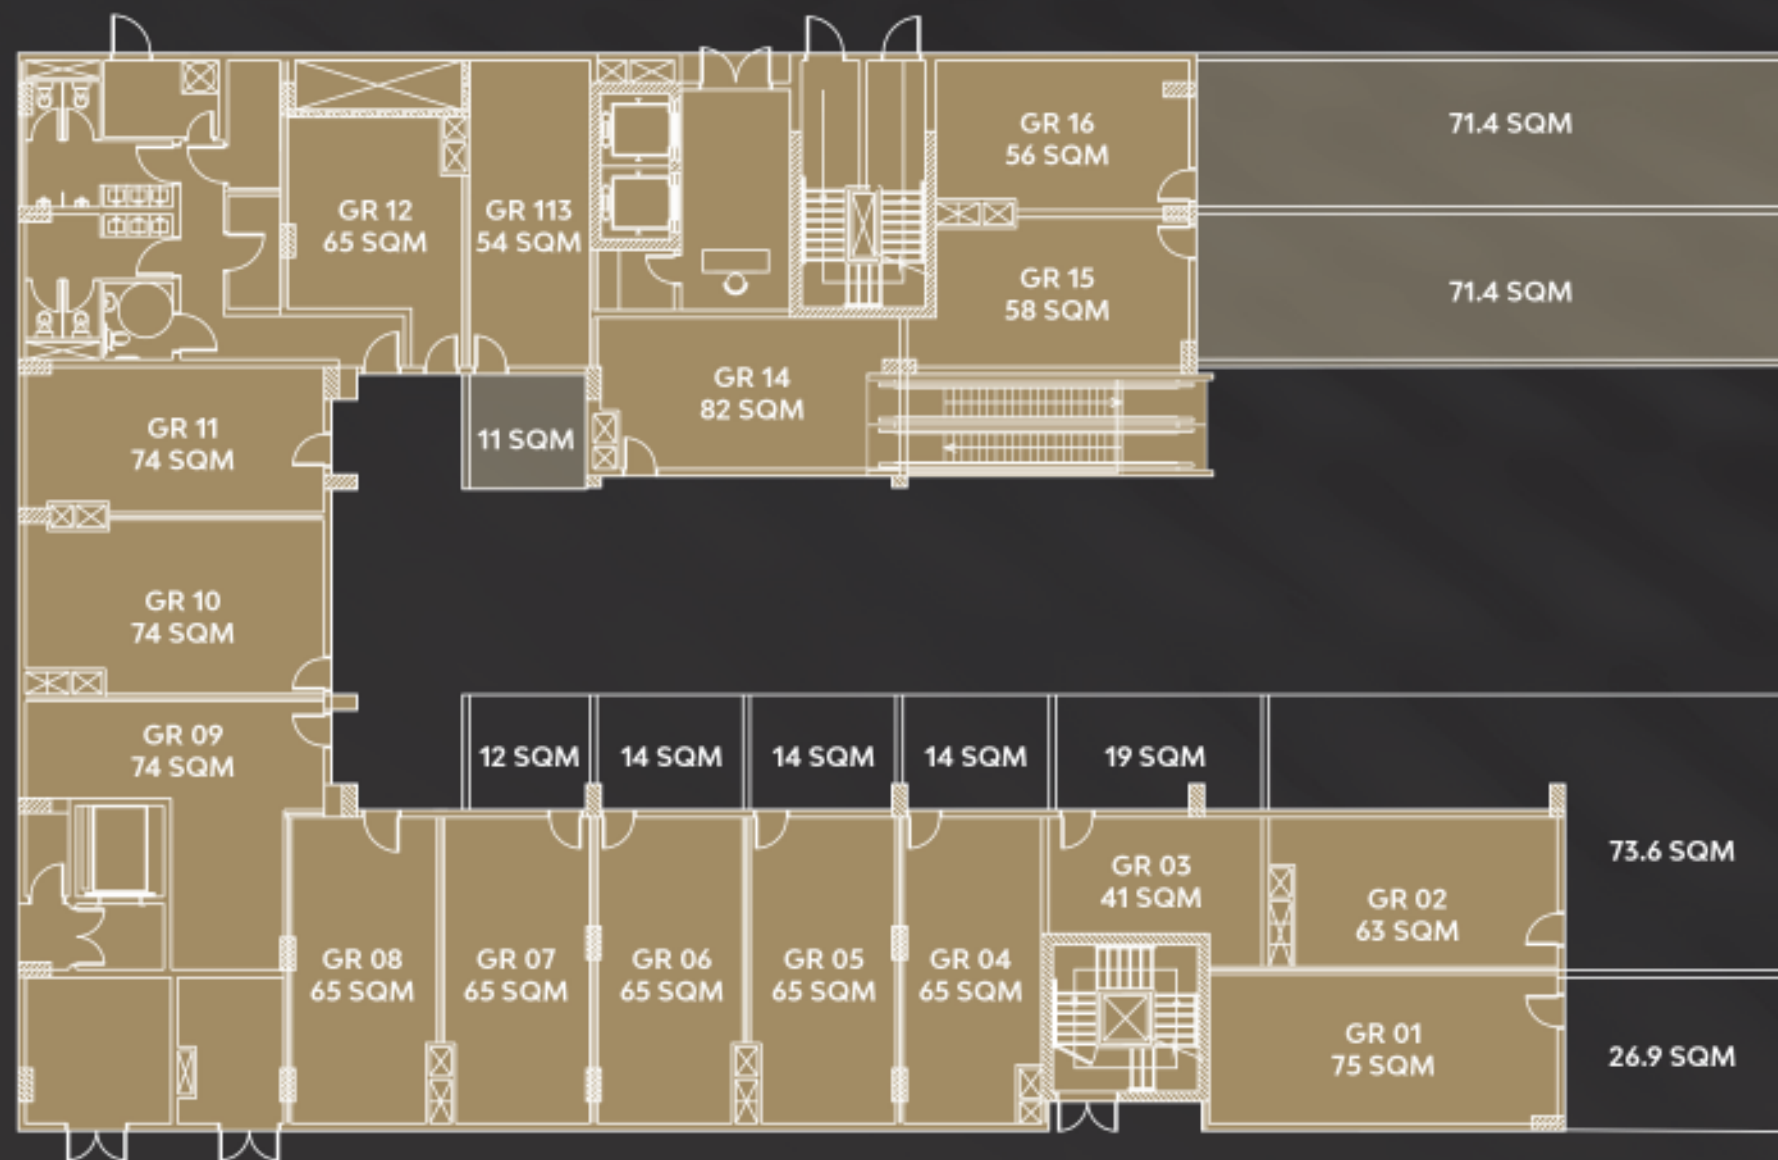 GR 16
56 SQM
71.4 SQM
GR 12
65 SQM
GR 113
54 SQM
GR 15
58 SQM
71.4 SQM
GR 14
82 SQM
GR 11
74 SQM
11 SQM
GR 10
74 SQM
GR 09
74 SQM
12 SQM
14 SQM
14 SQM
14 SQM
19 SQM
73.6 SQM
GR 03
41 SQM
GR 02
63 SQM
GR 08
65 SQM
GR 07
65 SQM
GR 06
65 SQM
GR 05
65 SQM
GR 04
65 SQM
GR 01
75 SQM
26.9 SQM